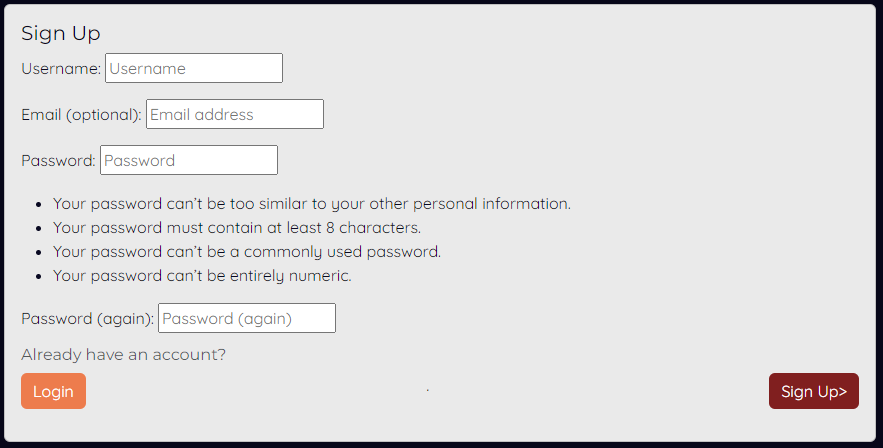 Sign Up
Username: Username
Email (optional): Email address
Password: Password
Your password can't be too similar to your other personal information.
Your password must contain at least 8 characters.
Your password can't be a commonly used password.
Your password can't be entirely numeric.
Password (again): Password (again)
Already have an account?
Login Sign Up>